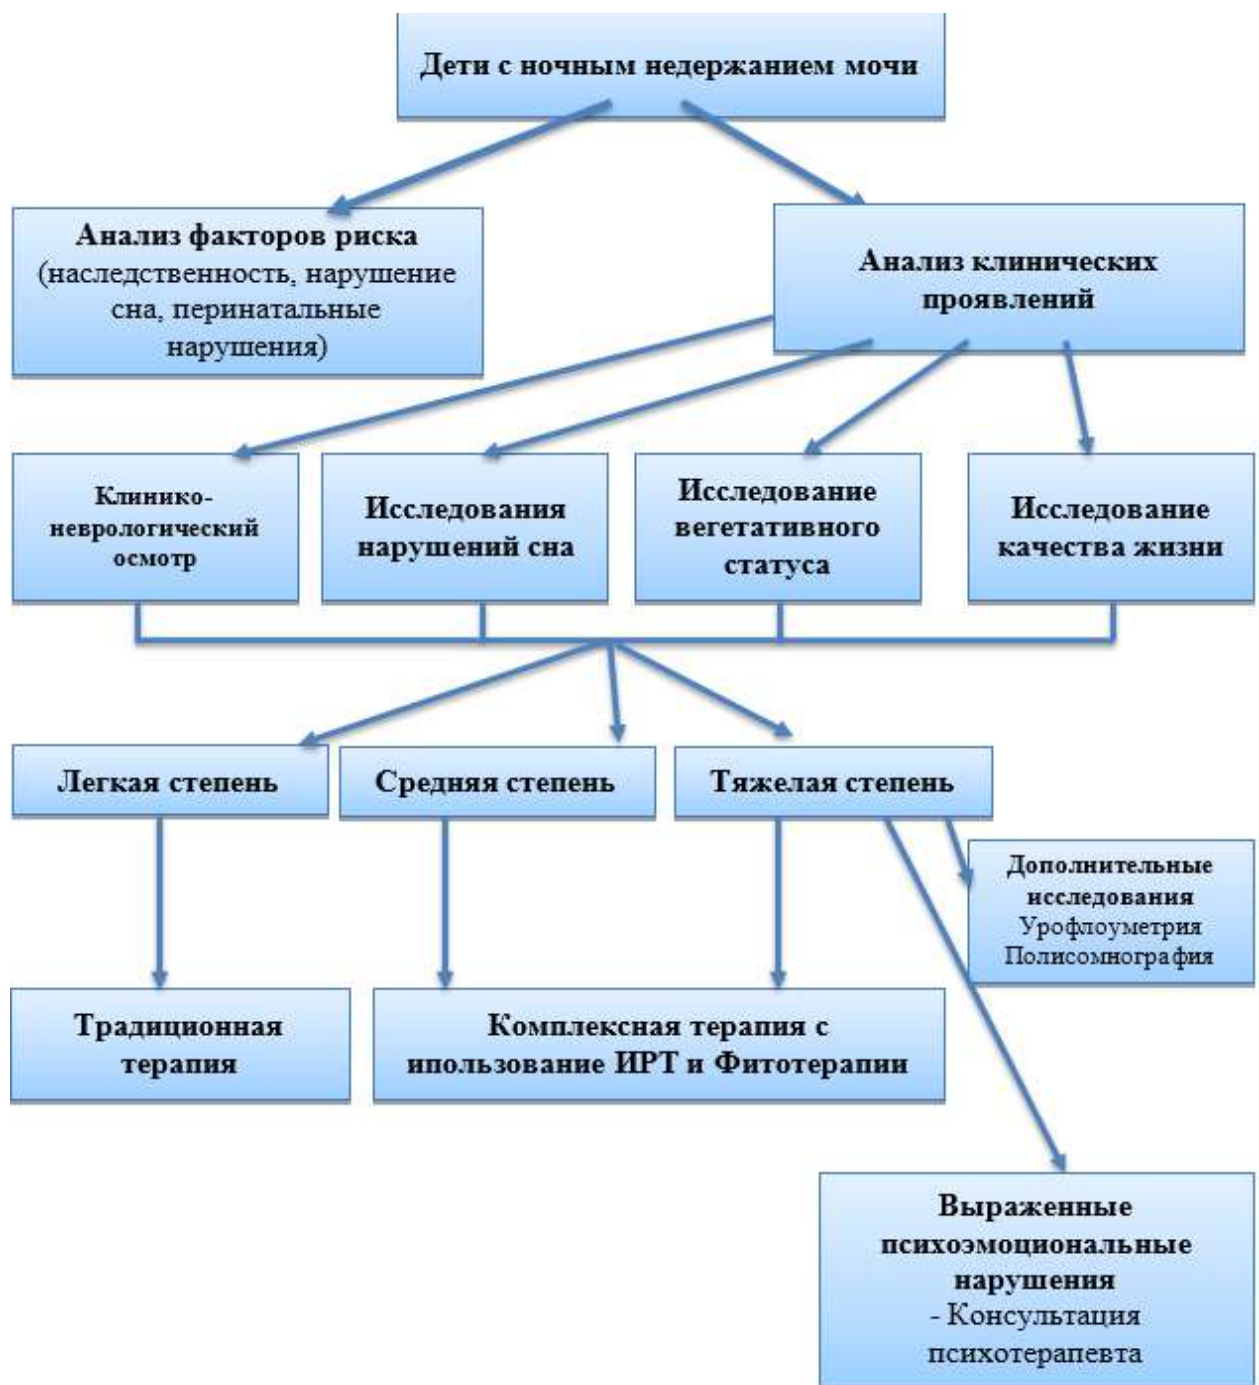 Дети с ночным недержанием мочи
Анализ факторов риска
(наследственность, нарушение
сна, перинатальные
нарушения)
Анализ клинических
проявлений
Клинико-
неврологический
осмотр
Исследования
нарушений сна
Исследование
вегетативного
статуса
Исследование
качества жизни
Легкая степень
Средняя степень
Тяжелая степень
Дополнительные
исследования
Урофлоуметрия
Полисомнография
Традиционная
терапия
Комплексная терапия с
ипользование ИРТ и Фитотерапии
Выраженные
психоэмоциональные
нарушения
- Консультация
психотерапевта